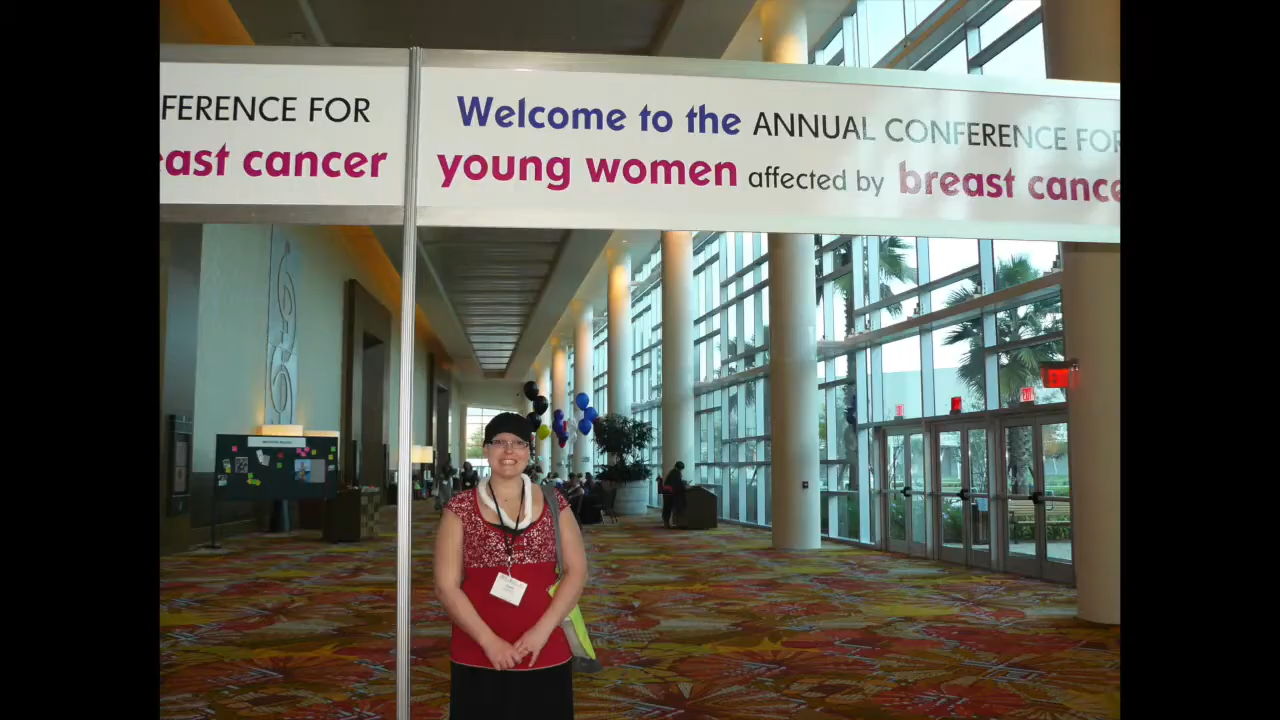 FERENCE FOR
east cancer
Welcome to the ANNUAL CONFERENCE FOR
young women affected by breast cance